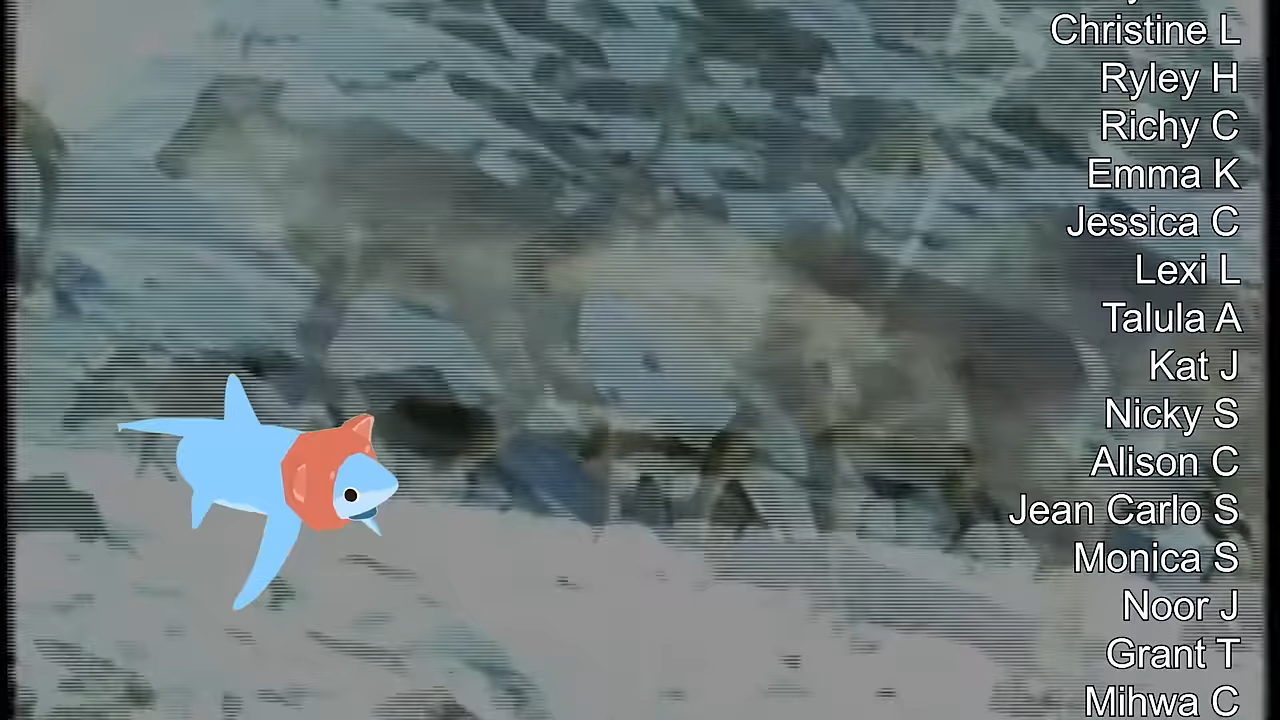 Christine L
Ryley H
Richy C
Emma K
Jessica C
Lexi L
Talula A
Kat J
Nicky S
Alison C
Jean Carlo S
Monica S
Noor J
Grant T
Mihwa C